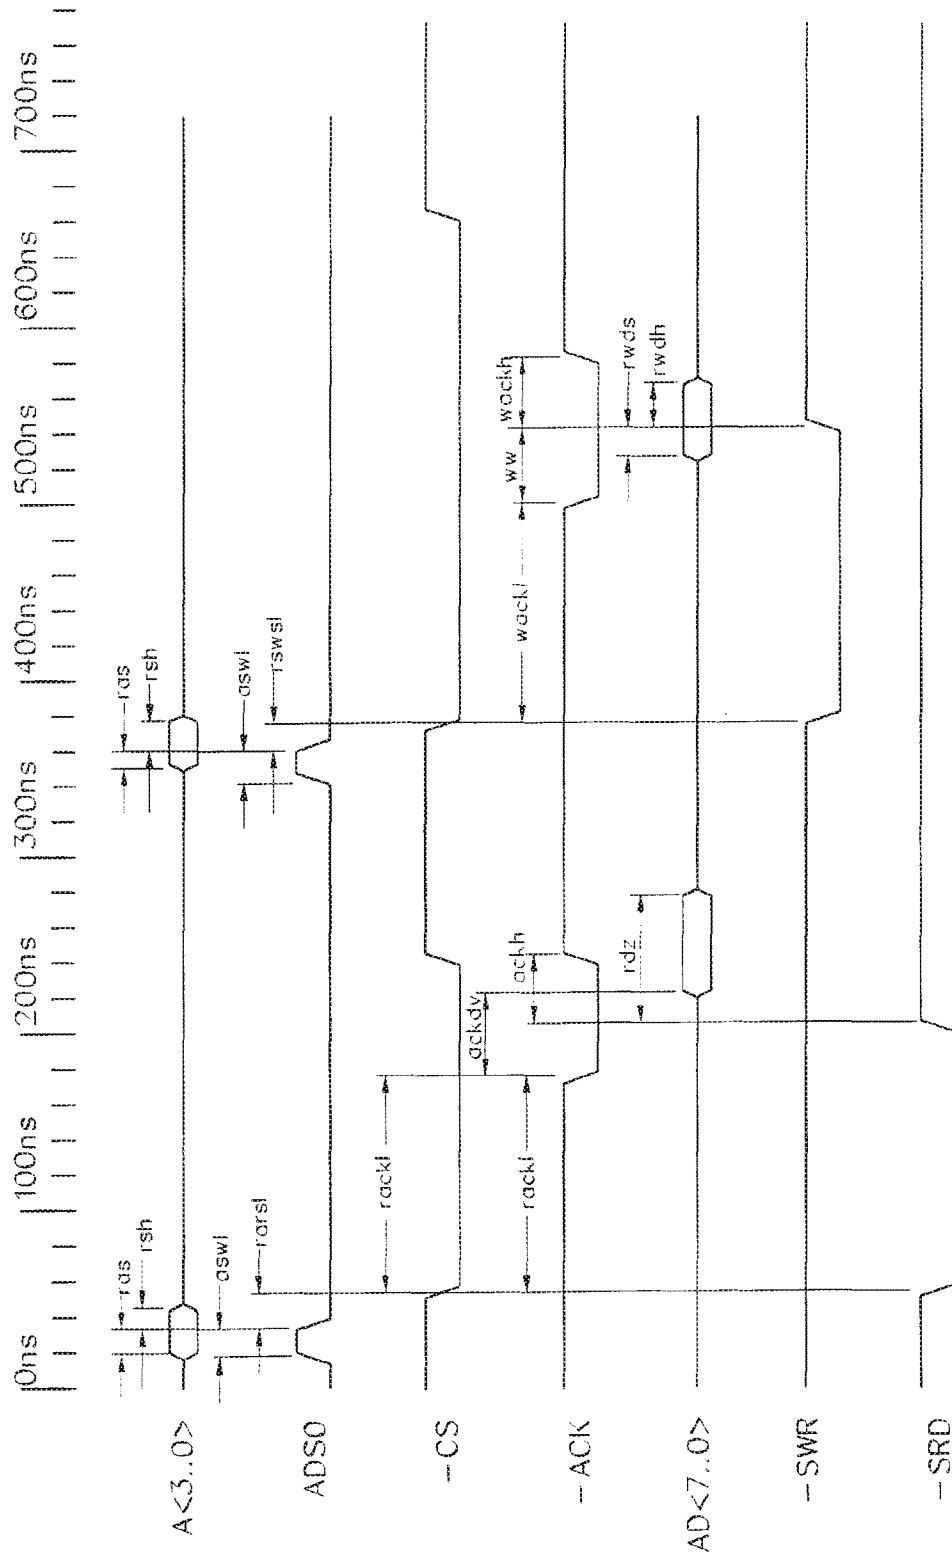 0ns 100ns 200ns 300ns 400ns 500ns 600ns 700ns
A<3..0>
ras
rsh
ras
rsh
ADS0
aswl
rarsl
aswl
rswsl
-CS
rackl
-ACK
rackl
ackdv
ackh
wackl
ww
wackh
AD<7..0>
rdz
rwds
rwdh
-SWR
-SRD